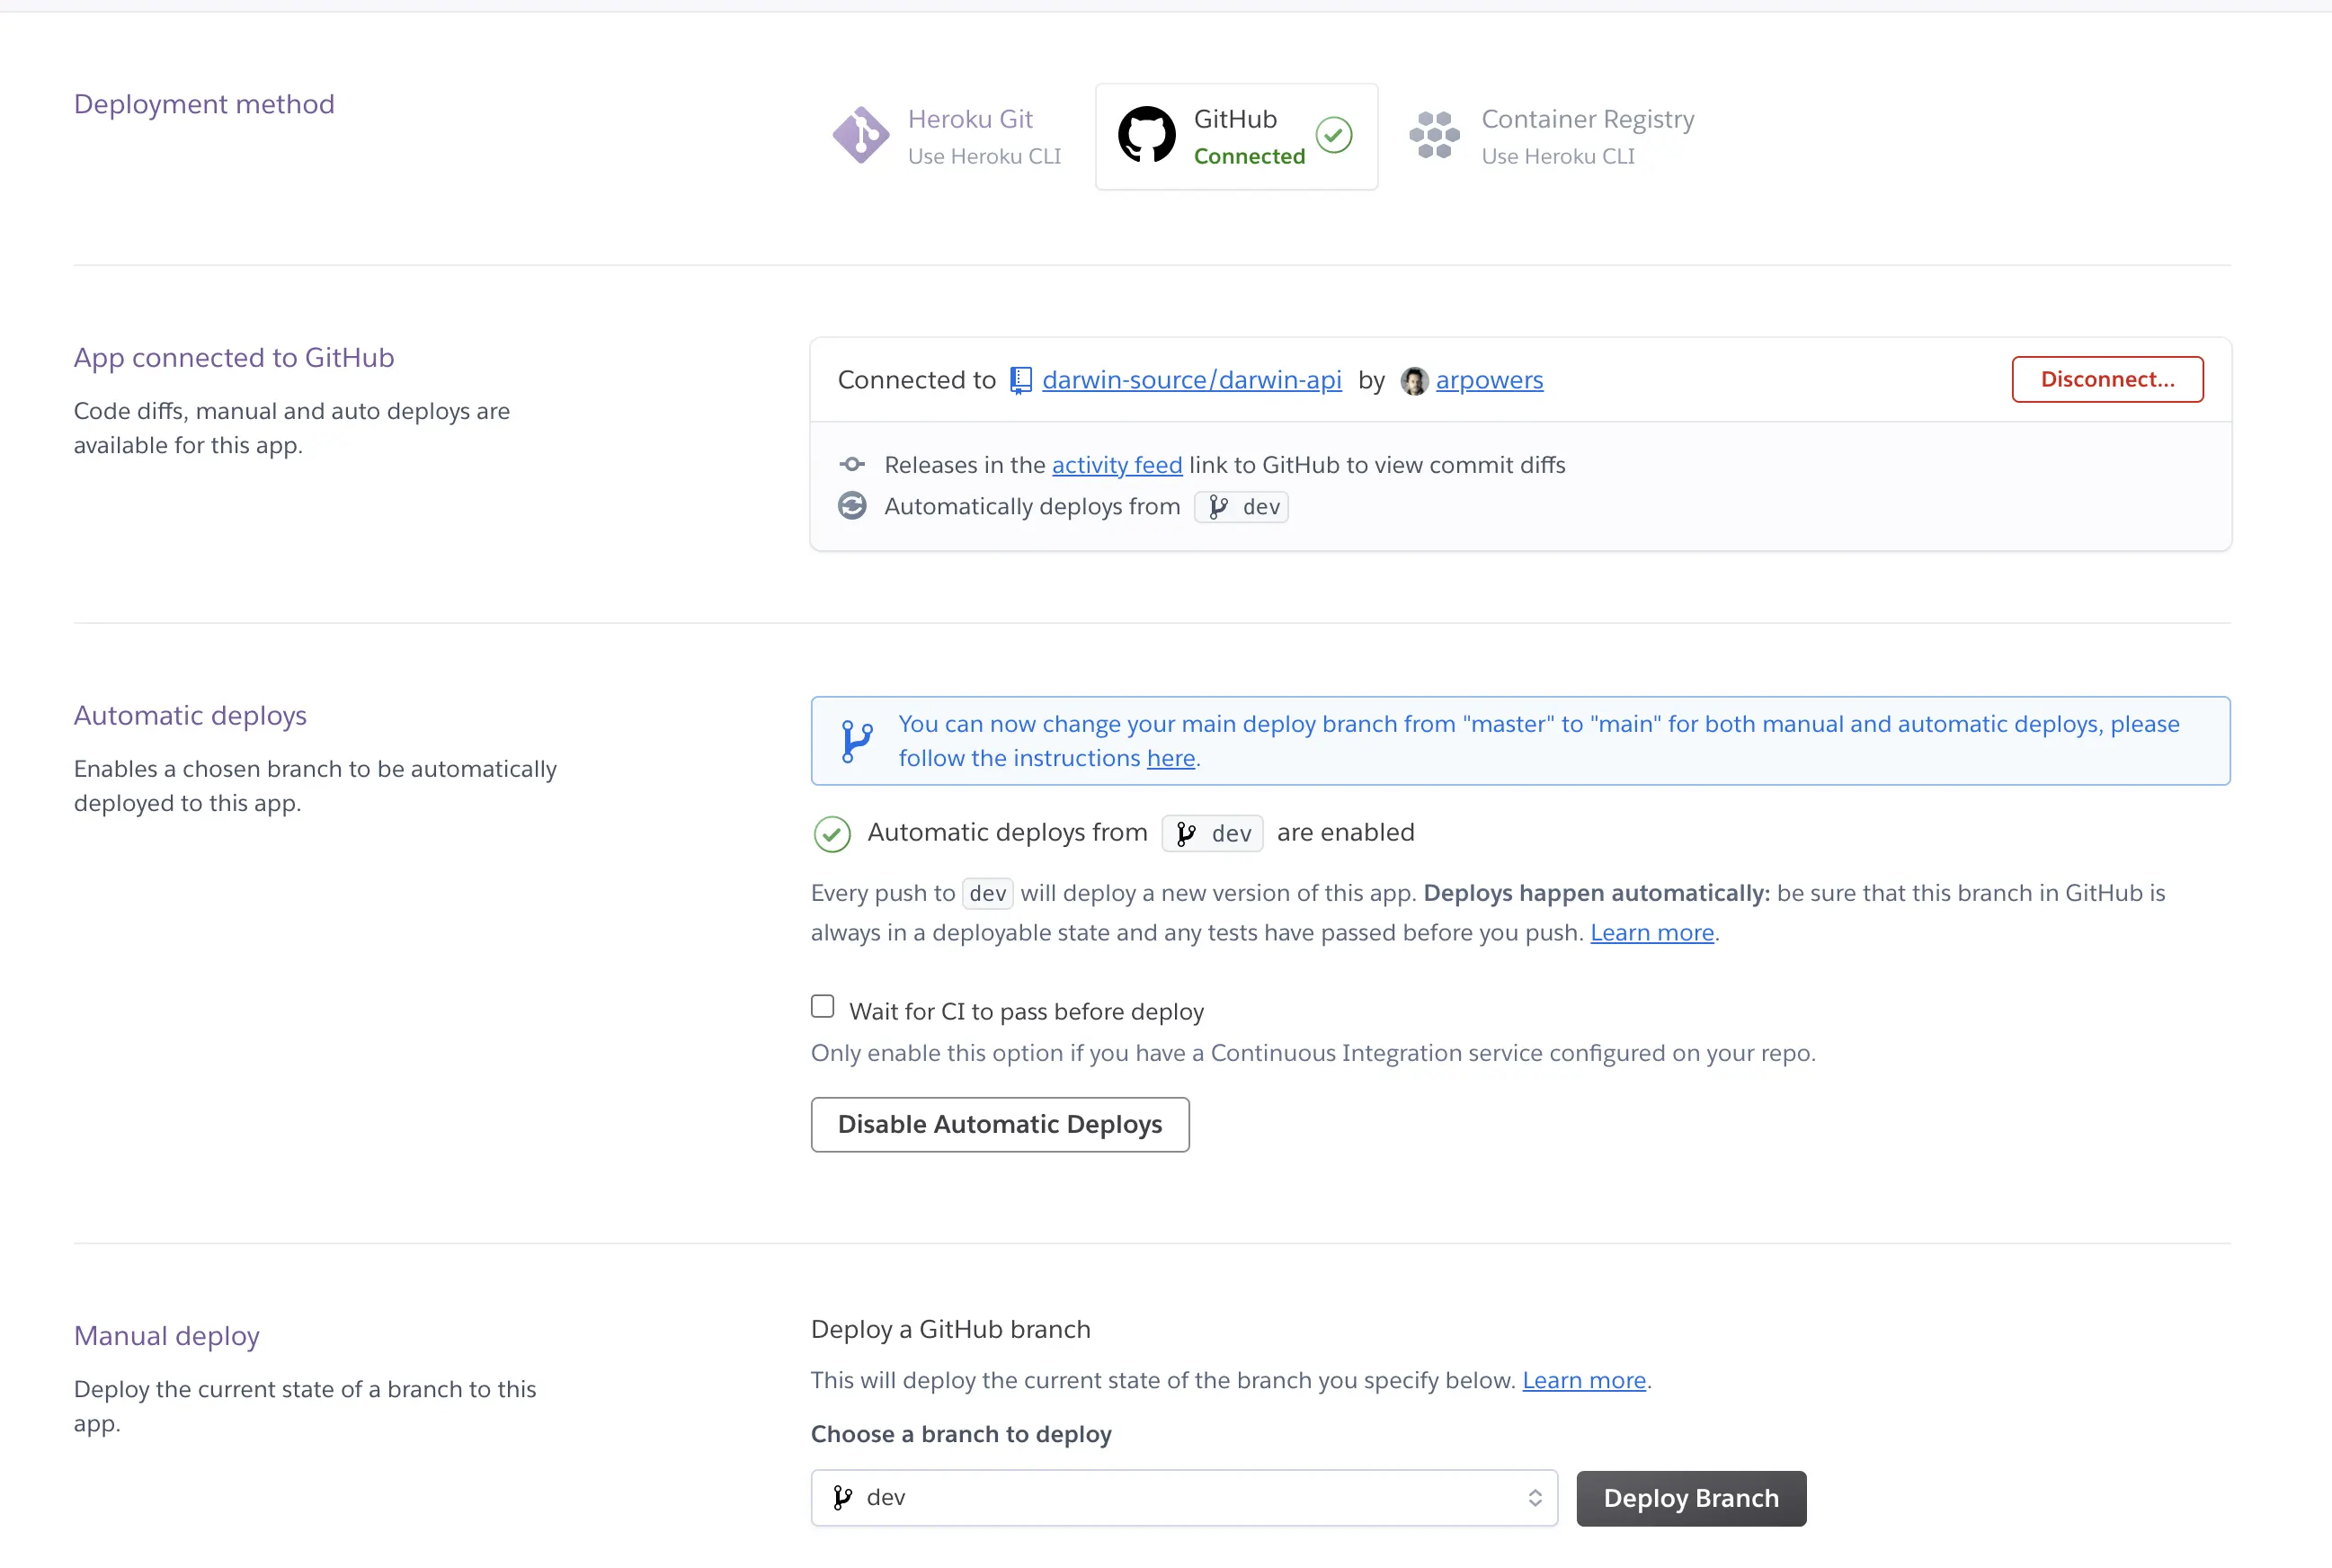 Deployment method
Heroku Git
Use Heroku CLI
GitHub
Connected
Container Registry
Use Heroku CLI
App connected to GitHub
Code diffs, manual and auto deploys are
available for this app.
Connected to darwin-source/darwin-api by arpowers
Disconnect...
Releases in the activity feed link to GitHub to view commit diffs
Automatically deploys from dev
Automatic deploys
Enables a chosen branch to be automatically
deployed to this app.
You can now change your main deploy branch from "master" to "main" for both manual and automatic deploys, please
follow the instructions here.
Automatic deploys from dev are enabled
Every push to dev will deploy a new version of this app. Deploys happen automatically: be sure that this branch in GitHub is
always in a deployable state and any tests have passed before you push. Learn more.
Wait for CI to pass before deploy
Only enable this option if you have a Continuous Integration service configured on your repo.
Disable Automatic Deploys
Manual deploy
Deploy the current state of a branch to this
app.
Deploy a GitHub branch
This will deploy the current state of the branch you specify below. Learn more.
Choose a branch to deploy
dev
Deploy Branch